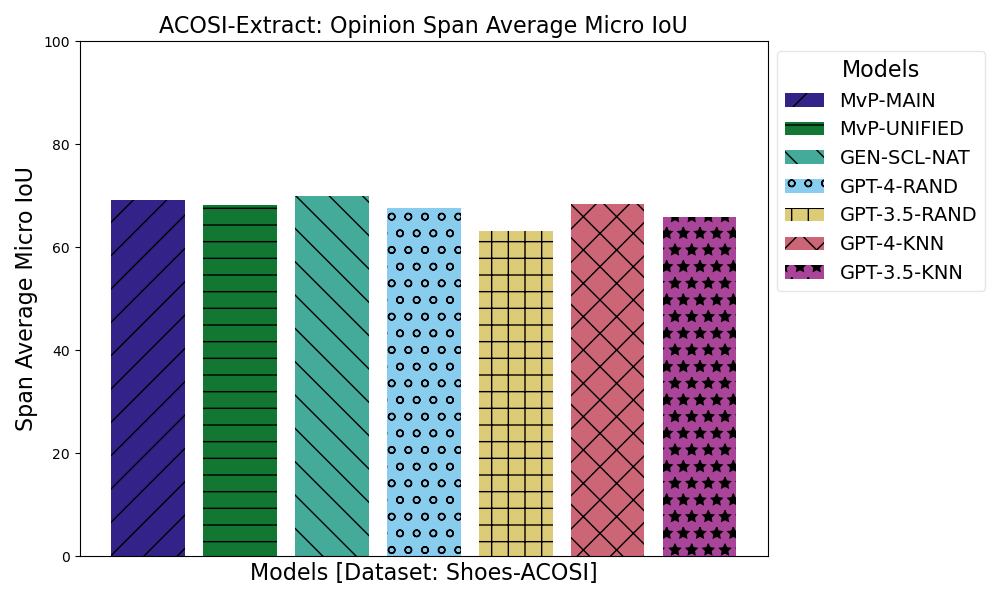 ACOSI-Extract: Opinion Span Average Micro IoU
Span Average Micro IoU
100
80
60
40
20
0
Models [Dataset: Shoes-ACOSI]
Models
MvP-MAIN
MvP-UNIFIED
GEN-SCL-NAT
GPT-4-RAND
GPT-3.5-RAND
GPT-4-KNN
GPT-3.5-KNN